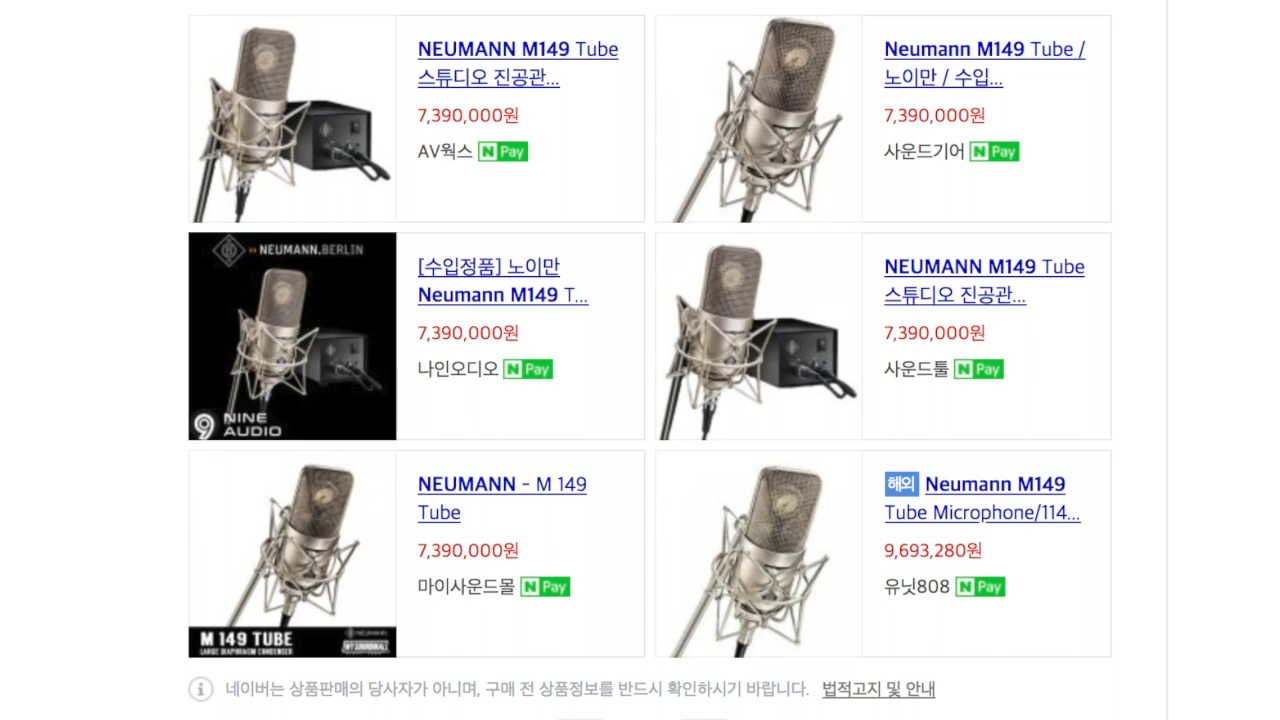 NEUMANN M149 Tube
스튜디오 진공관...
7,390,000원
AV웍스 N Pay
Neumann M149 Tube /
노이만 / 수입...
7,390,000원
사운드기어 N Pay
NEUMANN.BERLIN
9 NINE
AUDIO
[수입정품] 노이만
Neumann M149 T...
7,390,000원
나인오디오 N Pay
NEUMANN M149 Tube
스튜디오 진공관...
7,390,000원
사운드툴 N Pay
M 149 TUBE
LARGE DIAPHRAGM CONDENSER
NEUMANN - M 149
Tube
7,390,000원
마이사운드몰 N Pay
해외 Neumann M149
Tube Microphone/114...
9,693,280원
유닛808 N Pay
네이버는 상품판매의 당사자가 아니며, 구매 전 상품정보를 반드시 확인하시기 바랍니다. 법적고지 및 안내